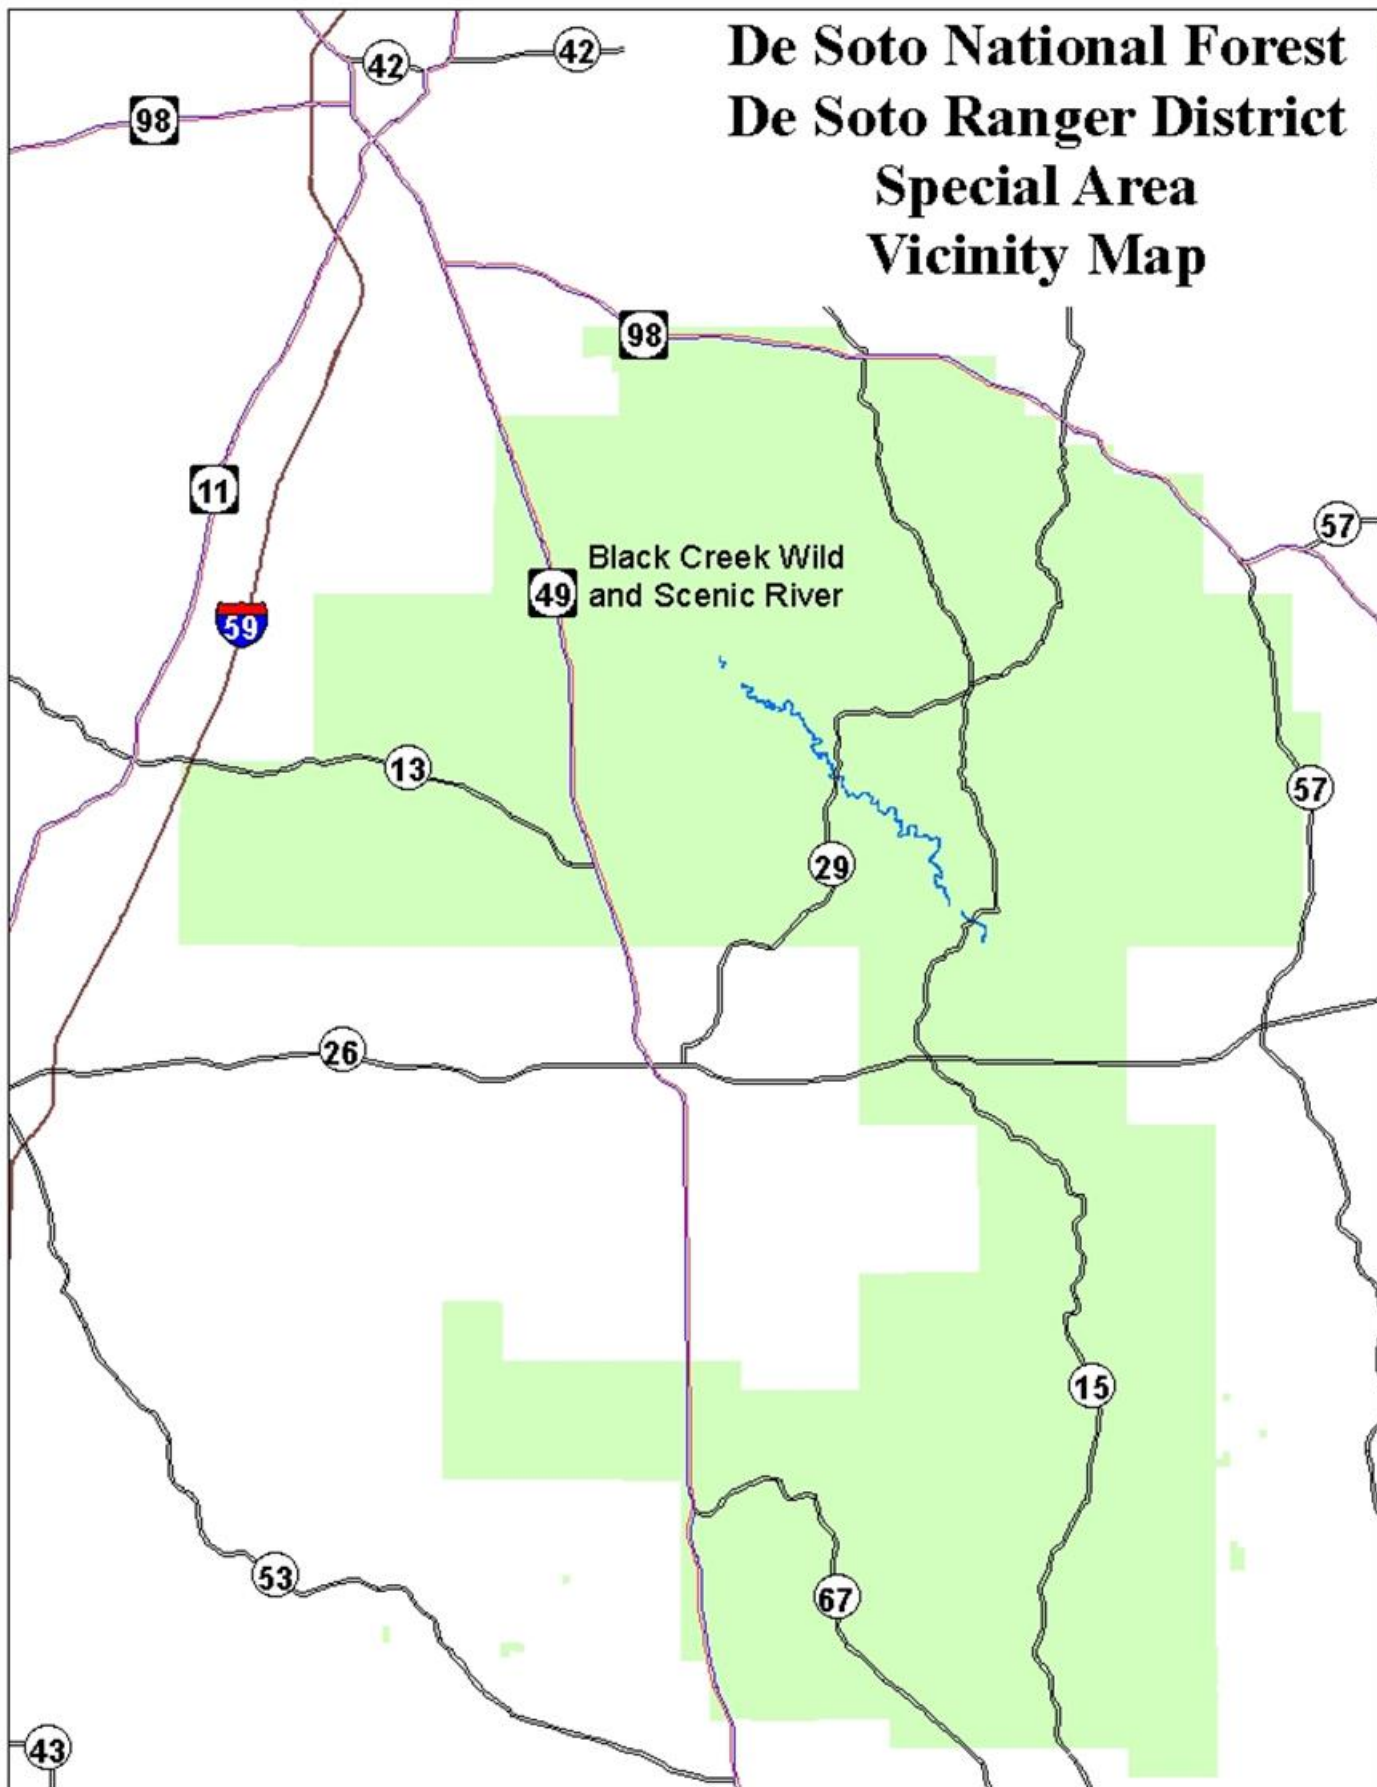 De Soto National Forest
De Soto Ranger District
Special Area
Vicinity Map
42
42
98
98
11
57
Black Creek Wild
and Scenic River
49
59
13
57
29
26
15
53
67
43